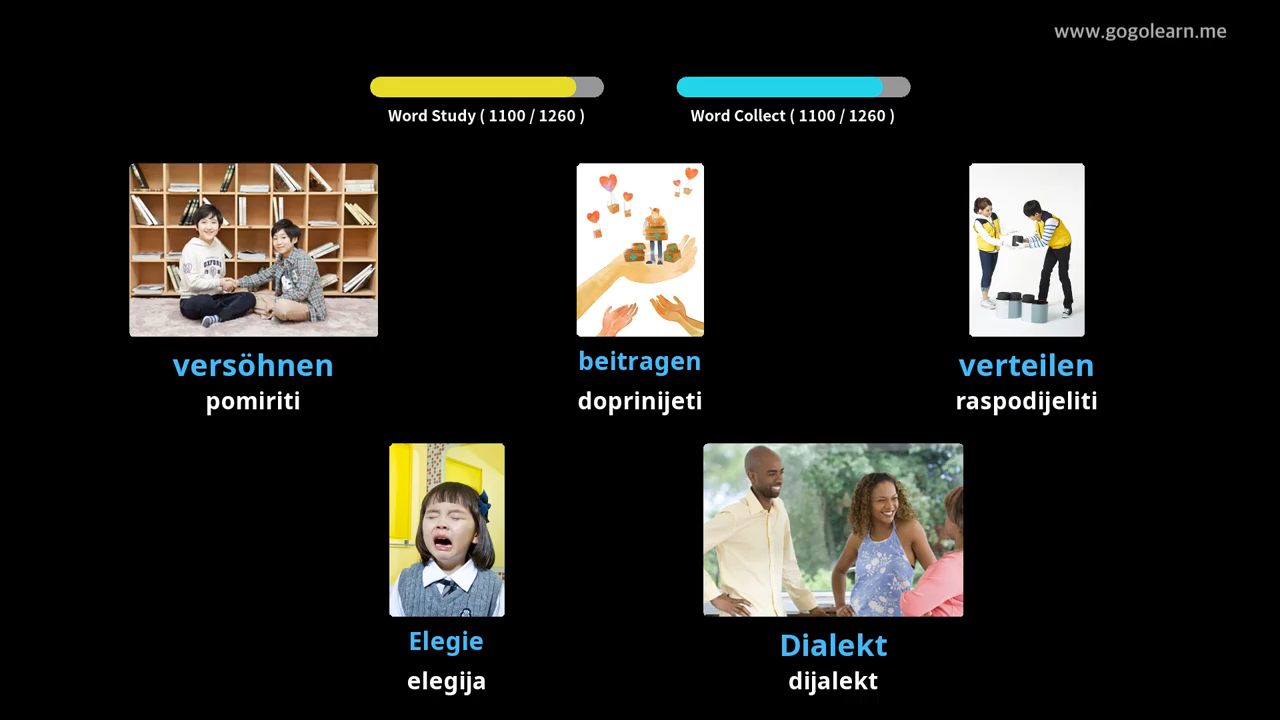 www.gogolearn.me
Word Study ( 1100 / 1260 )
Word Collect ( 1100 / 1260 )
versöhnen
pomiriti
beitragen
doprinijeti
verteilen
raspodijeliti
Elegie
elegija
Dialekt
dijalekt